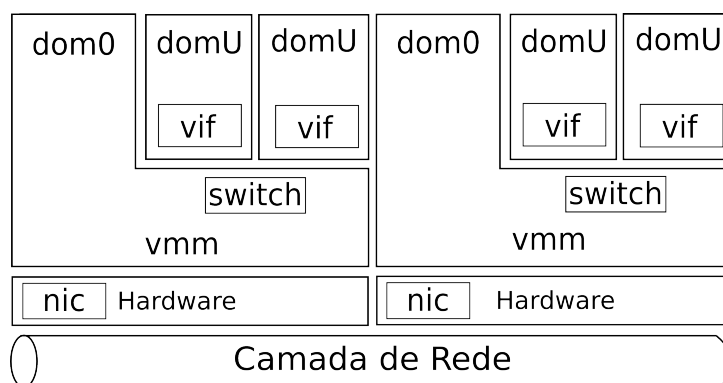 dom0 domU domU dom0 domU domU
vif vif vif vif
switch switch
vmm vmm
nic Hardware nic Hardware
Camada de Rede